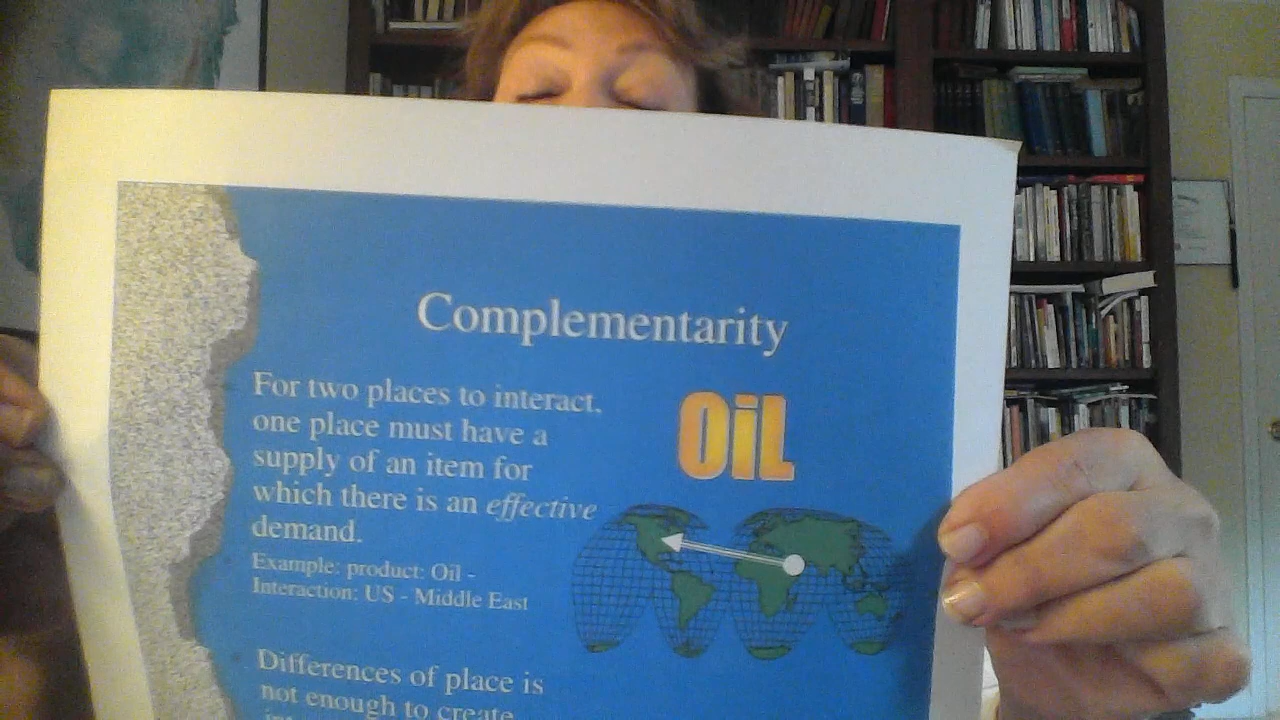 Complementarity
For two places to interact,
one place must have a
supply of an item for
which there is an effective
demand.
Example: product: Oil -
Interaction: US - Middle East
OiL
Differences of place is
not enough to create